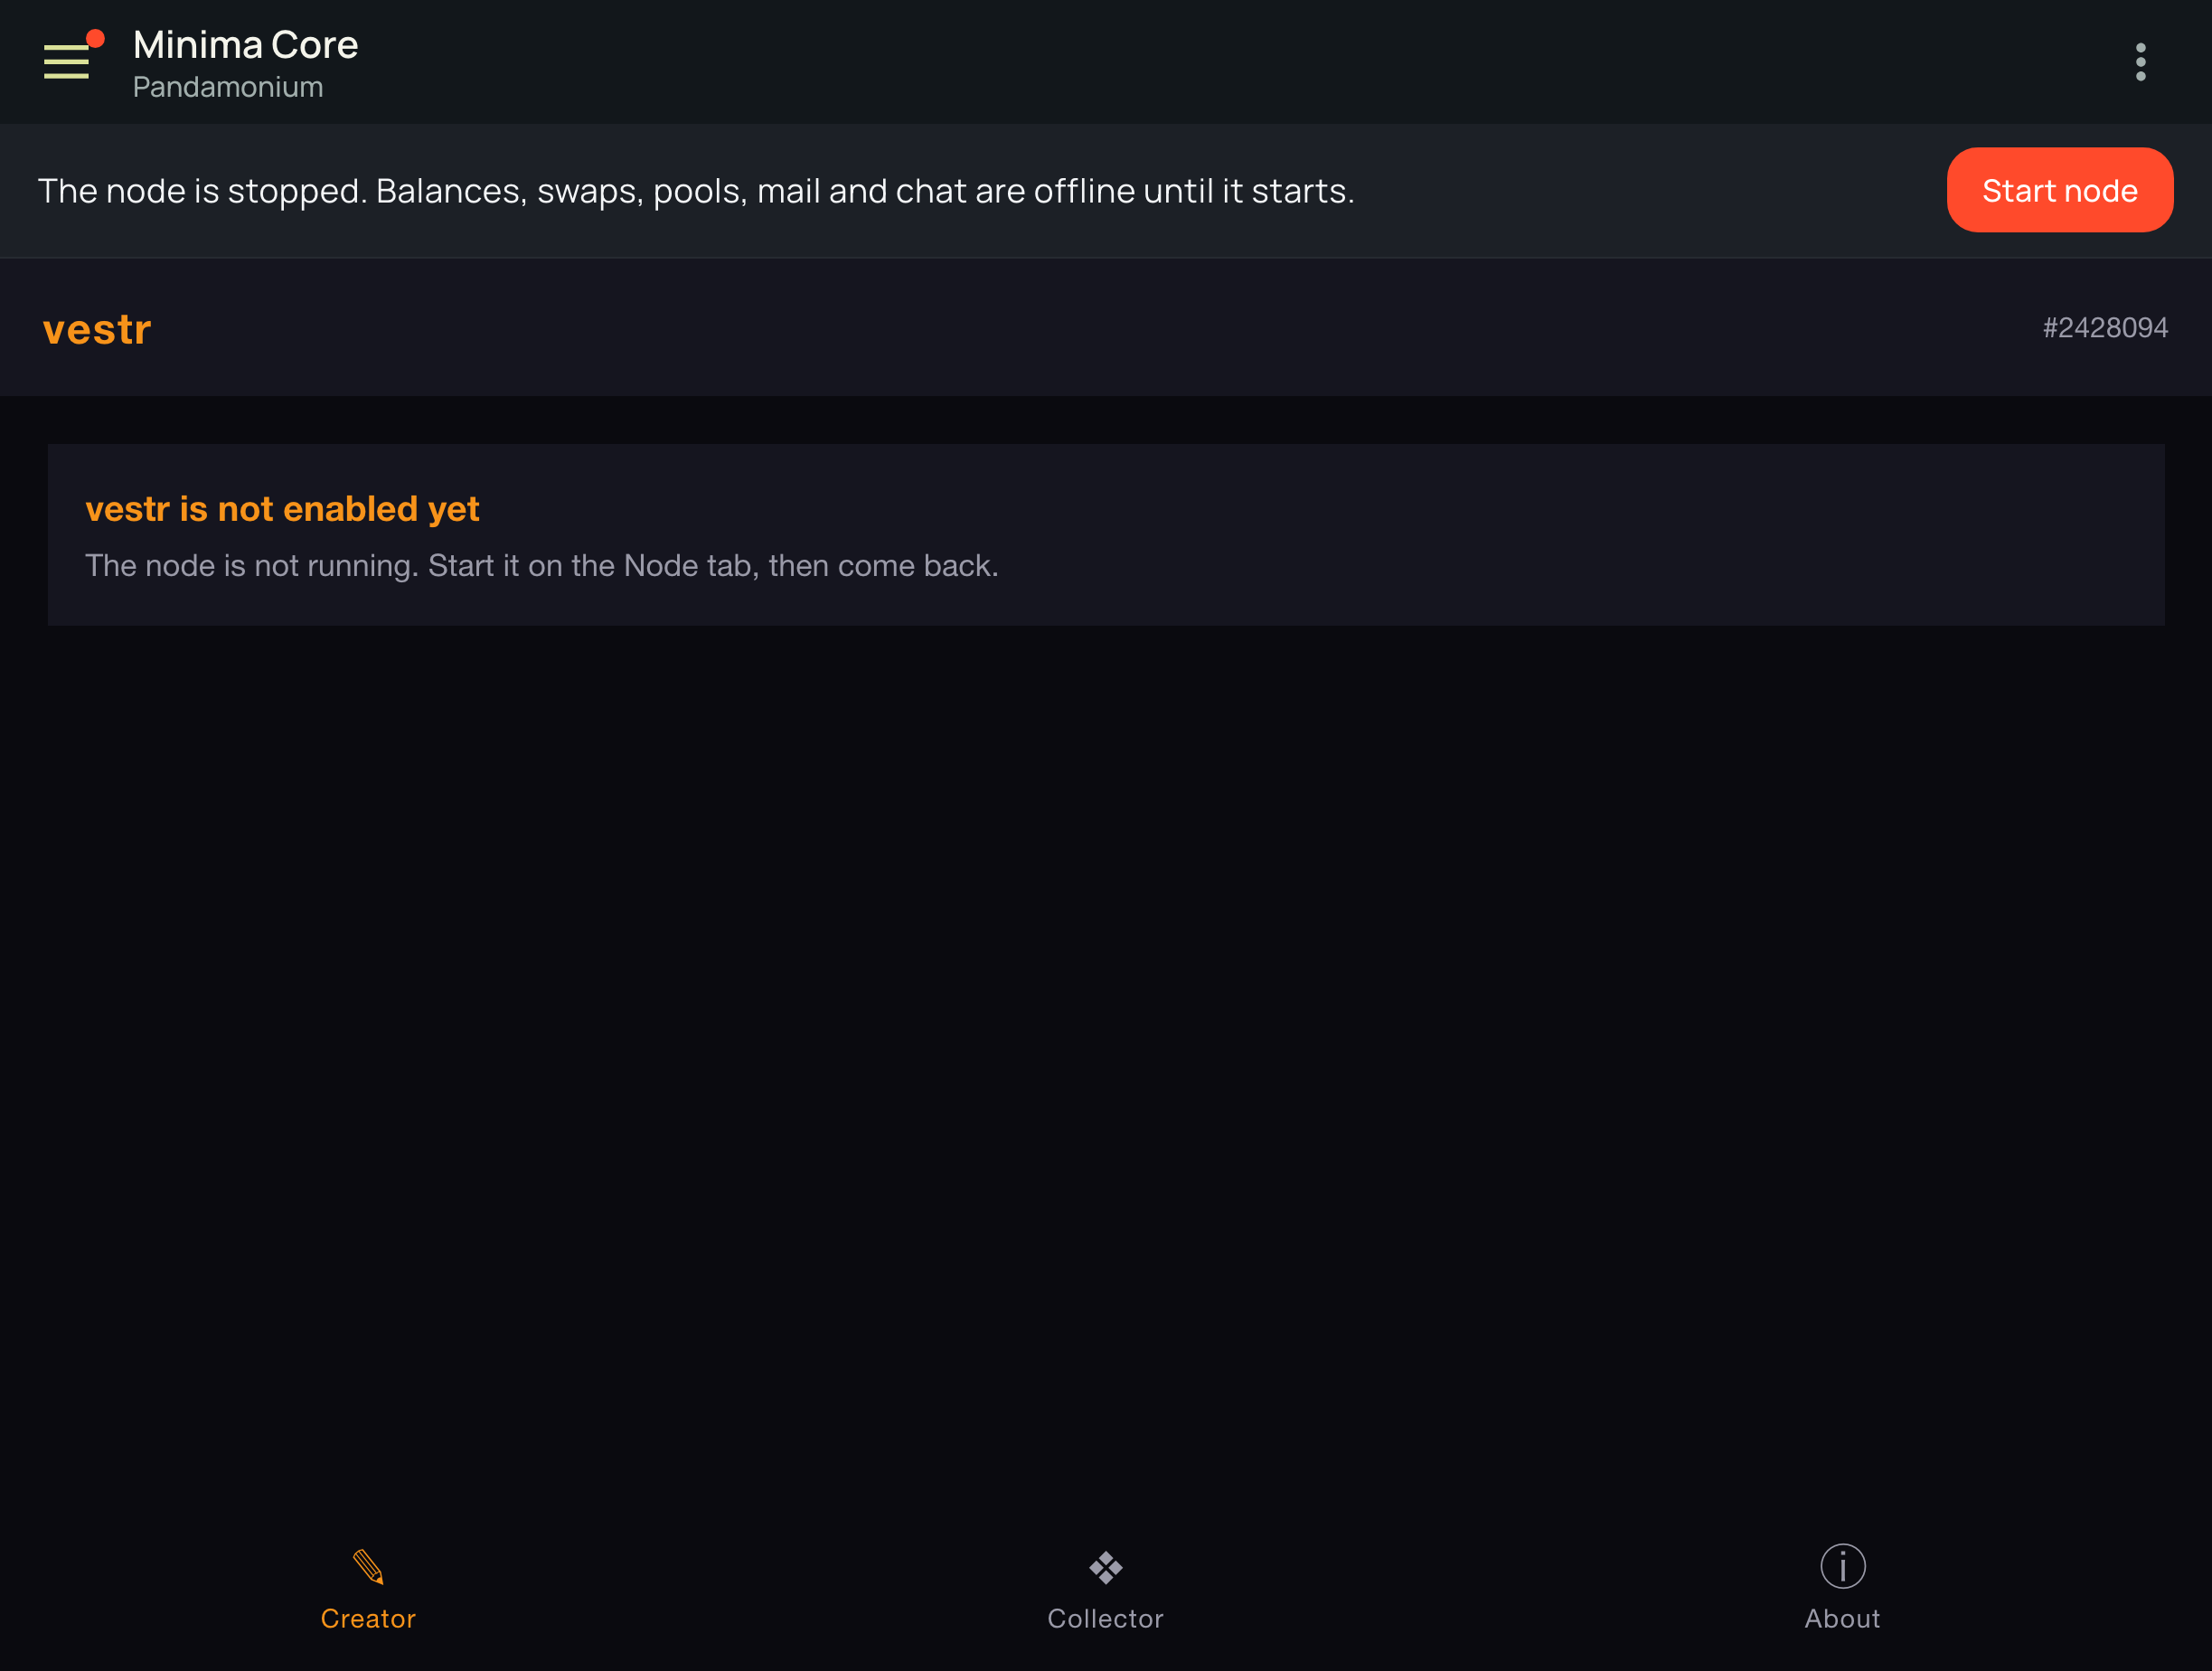 Minima Core
Pandamonium
The node is stopped. Balances, swaps, pools, mail and chat are offline until it starts.
Start node
vestr
#2428094
vestr is not enabled yet
The node is not running. Start it on the Node tab, then come back.
Creator
Collector
About